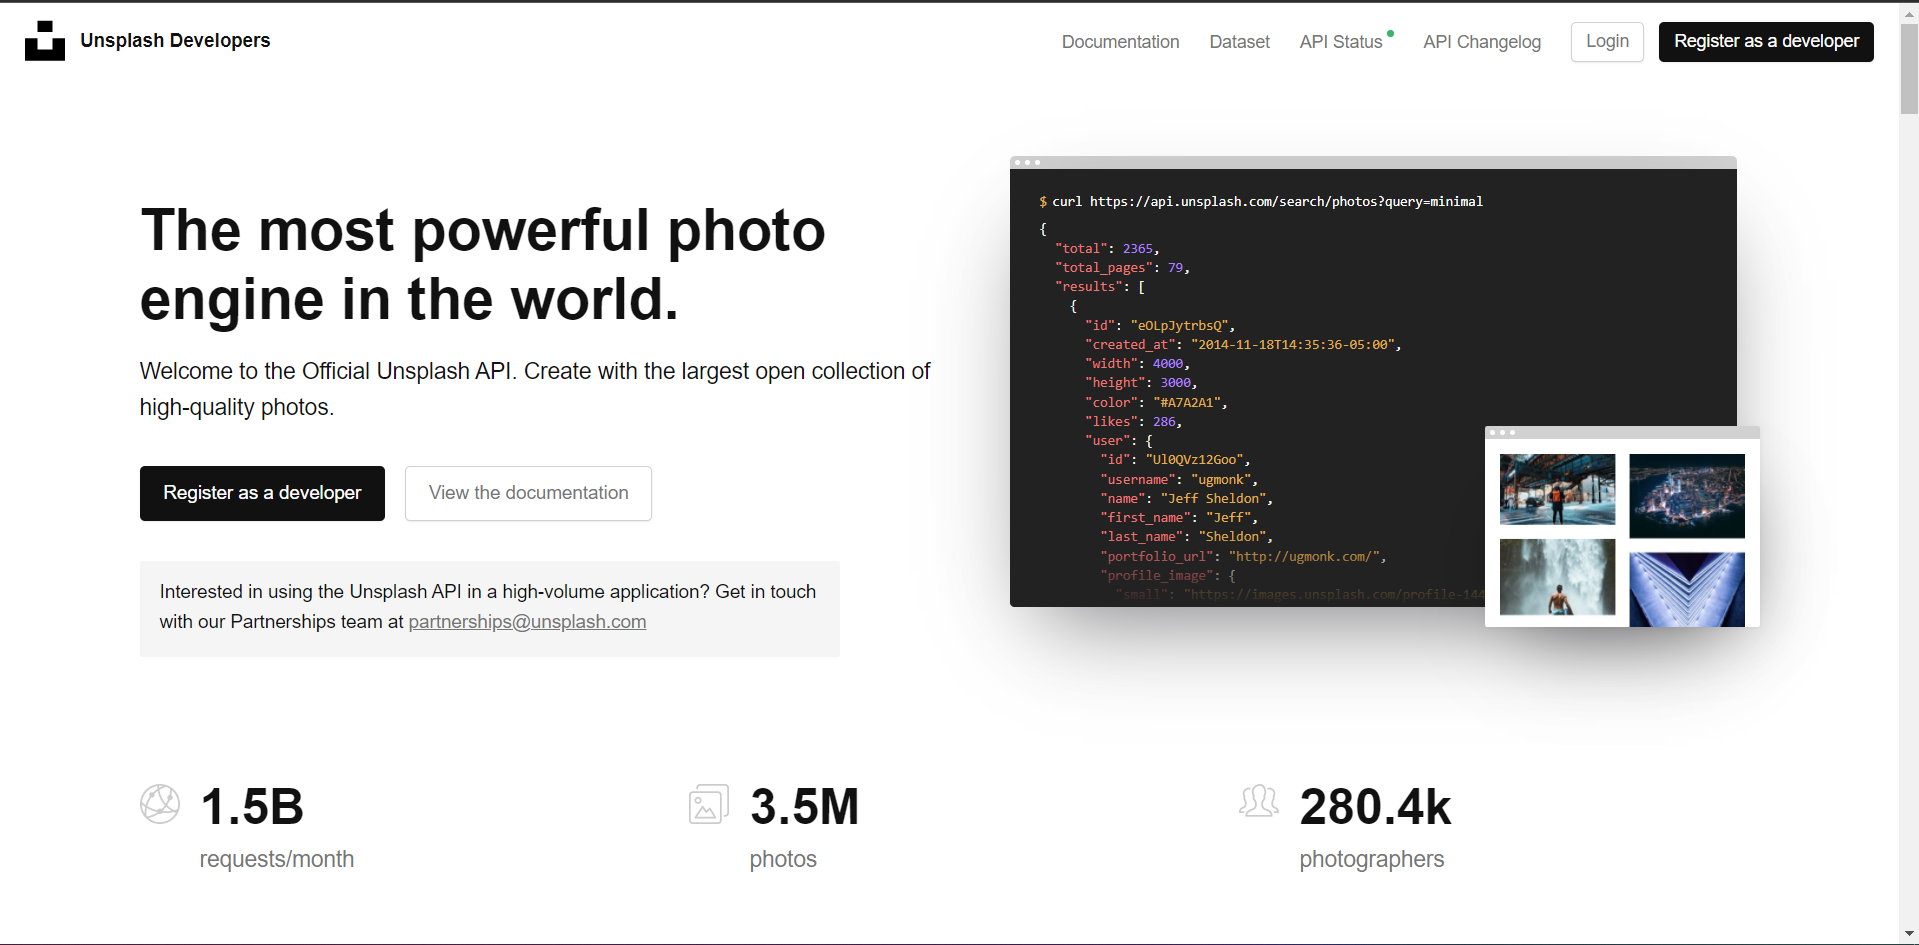 Unsplash Developers
Documentation
Dataset
API Status
API Changelog
Login
Register as a developer
The most powerful photo
engine in the world.
Welcome to the Official Unsplash API. Create with the largest open collection of
high-quality photos.
Register as a developer
View the documentation
Interested in using the Unsplash API in a high-volume application? Get in touch
with our Partnerships team at partnerships@unsplash.com
$ curl https://api.unsplash.com/search/photos?query=minimal
{
"total": 2365,
"total_pages": 79,
"results": [
{
"id": "eOLpJytrbsQ",
"created_at": "2014-11-18T14:35:36-05:00",
"width": 4000,
"height": 3000,
"color": "#A7A2A1",
"likes": 286,
"user": {
"id": "Ul0QVz12Goo",
"username": "ugmonk",
"name": "Jeff Sheldon",
"first_name": "Jeff",
"last_name": "Sheldon",
"portfolio_url": "http://ugmonk.com/",
"profile_image": {
"small": "https://images.unsplash.com/profile-144
1.5B
requests/month
3.5M
photos
280.4k
photographers